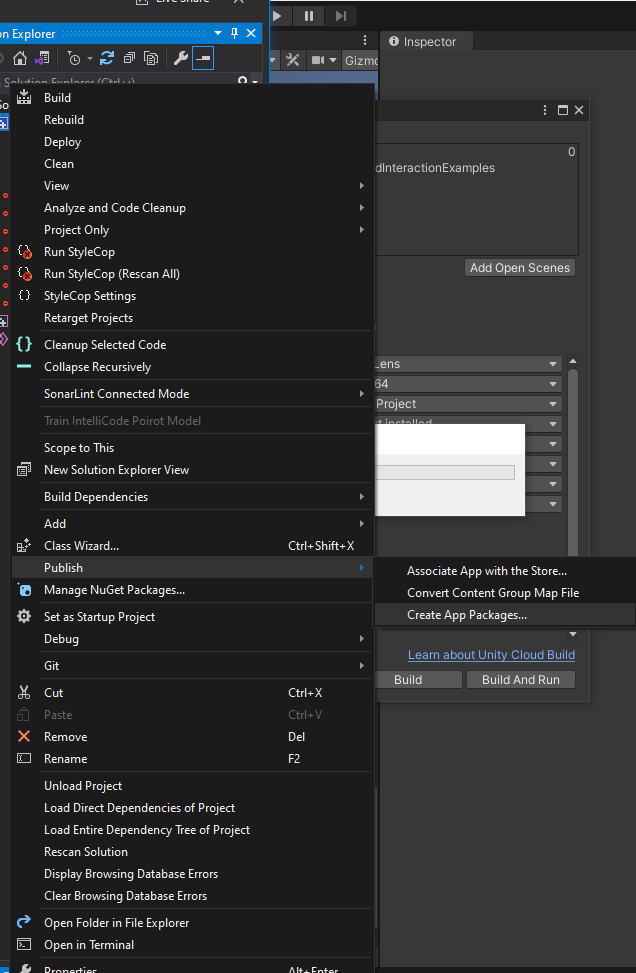 Live Share
on Explorer
Inspector
Gizmo
Solution Explorer (Ctrl+;)
So
Build
Rebuild
Deploy
Clean
View
Analyze and Code Cleanup
Project Only
Run StyleCop
Run StyleCop (Rescan All)
StyleCop Settings
Retarget Projects
Cleanup Selected Code
Collapse Recursively
SonarLint Connected Mode
Train IntelliCode Poirot Model
Scope to This
New Solution Explorer View
Build Dependencies
Add
Class Wizard... Ctrl+Shift+X
Publish
Manage NuGet Packages...
Set as Startup Project
Debug
Git
Cut Ctrl+X
Paste Ctrl+V
Remove Del
Rename F2
Unload Project
Load Direct Dependencies of Project
Load Entire Dependency Tree of Project
Rescan Solution
Display Browsing Database Errors
Clear Browsing Database Errors
Open Folder in File Explorer
Open in Terminal
Properties Alt+Enter
0
dInteractionExamples
Add Open Scenes
Lens
64
Project
t installed
Associate App with the Store...
Convert Content Group Map File
Create App Packages...
Learn about Unity Cloud Build
Build
Build And Run